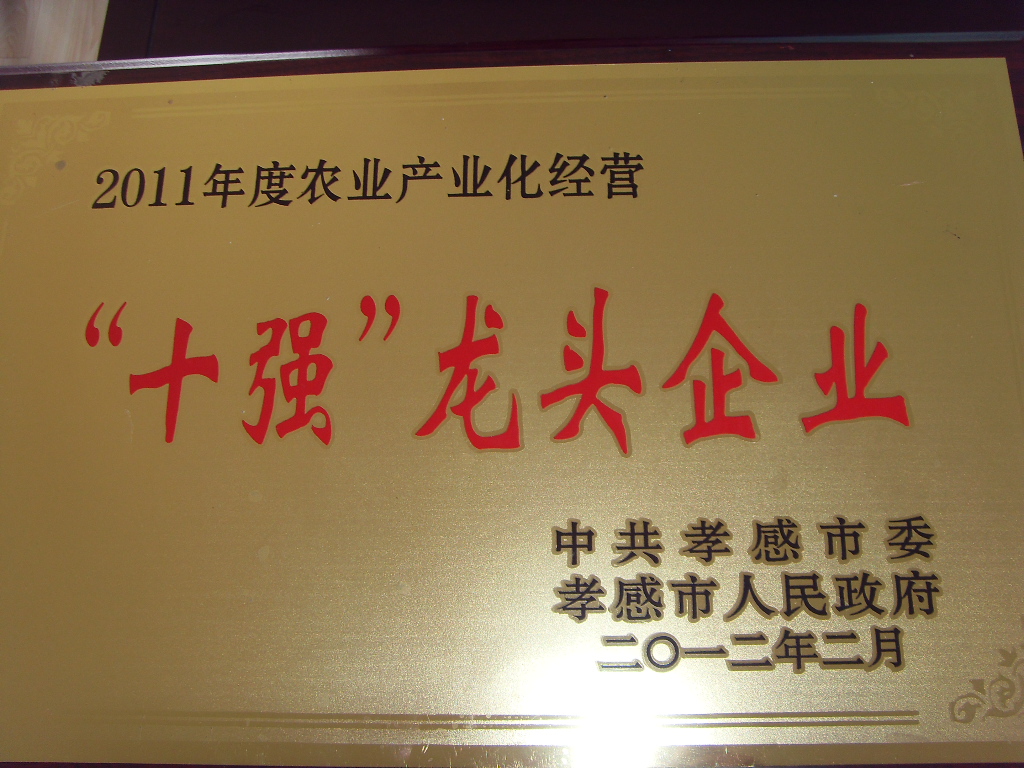 2011年度农业产业化经营
“十强”龙头企业
中共孝感市委
孝感市人民政府
二〇一二年二月